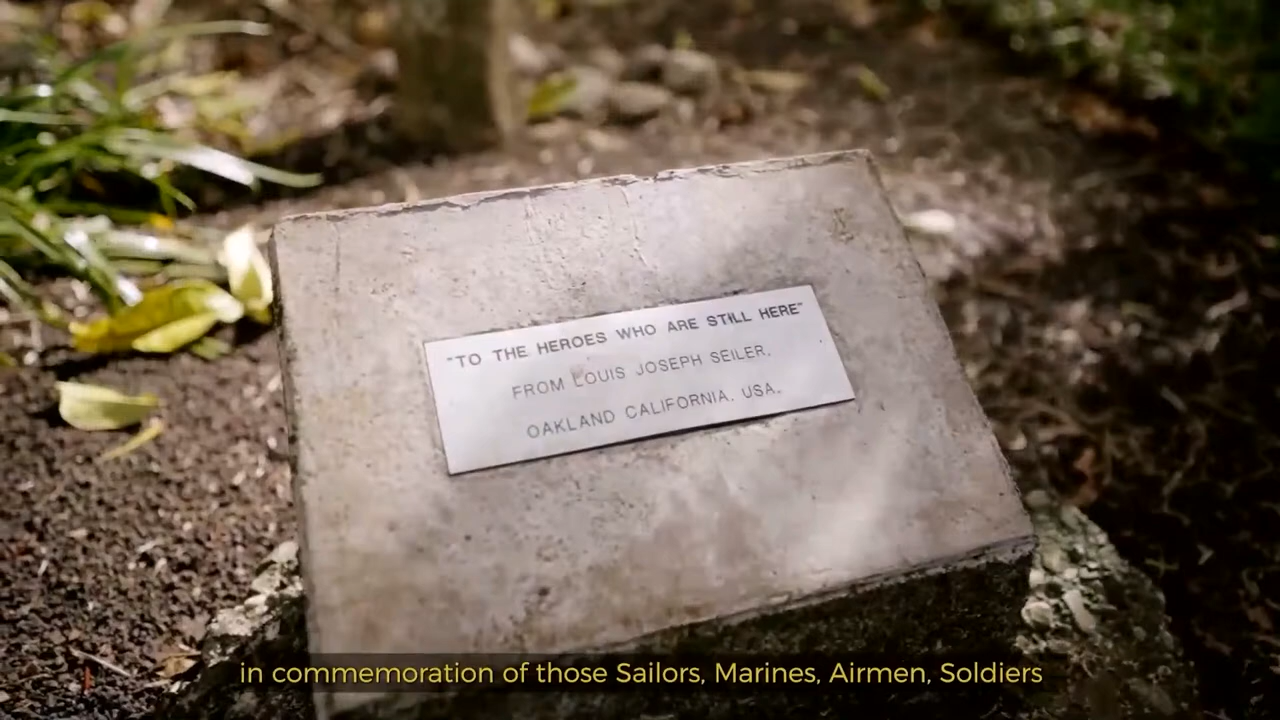 "TO THE HEROES WHO ARE STILL HERE"
FROM LOUIS JOSEPH SEILER.
OAKLAND CALIFORNIA. USA.
in commemoration of those Sailors, Marines, Airmen, Soldiers